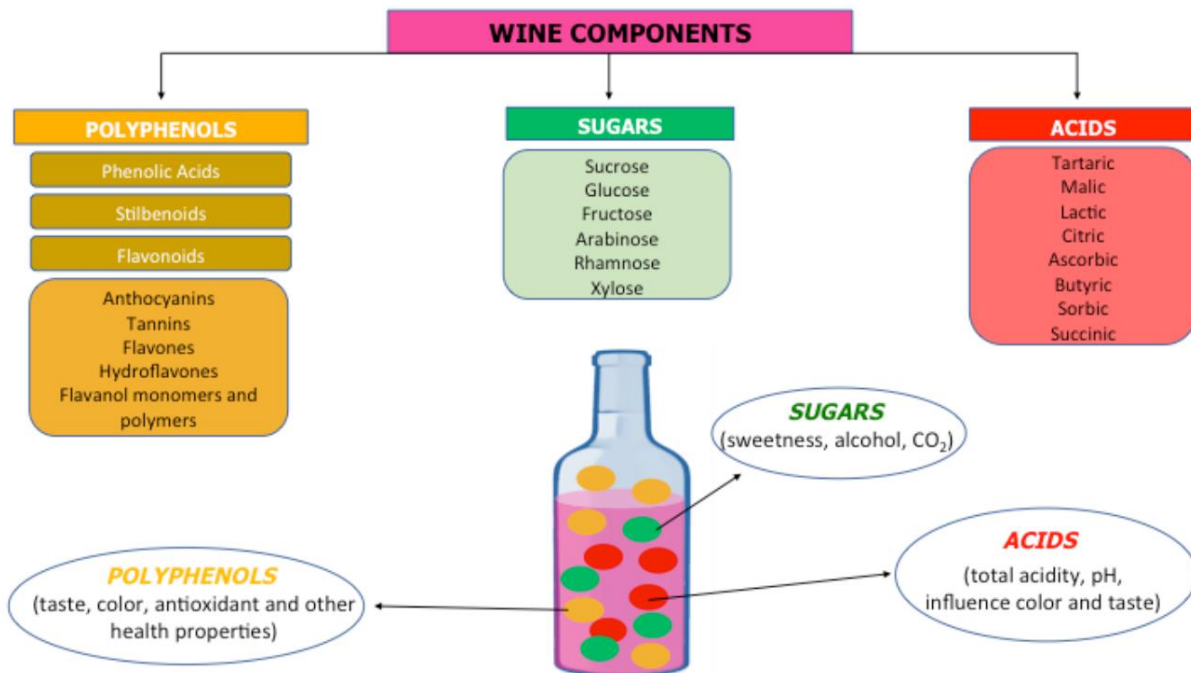 WINE COMPONENTS
POLYPHENOLS
Phenolic Acids
Stilbenoids
Flavonoids
Anthocyanins
Tannins
Flavones
Hydroflavones
Flavanol monomers and
polymers
SUGARS
Sucrose
Glucose
Fructose
Arabinose
Rhamnose
Xylose
ACIDS
Tartaric
Malic
Lactic
Citric
Ascorbic
Butyric
Sorbic
Succinic
SUGARS
(sweetness, alcohol, CO₂)
POLYPHENOLS
(taste, color, antioxidant and other
health properties)
ACIDS
(total acidity, pH,
influence color and taste)